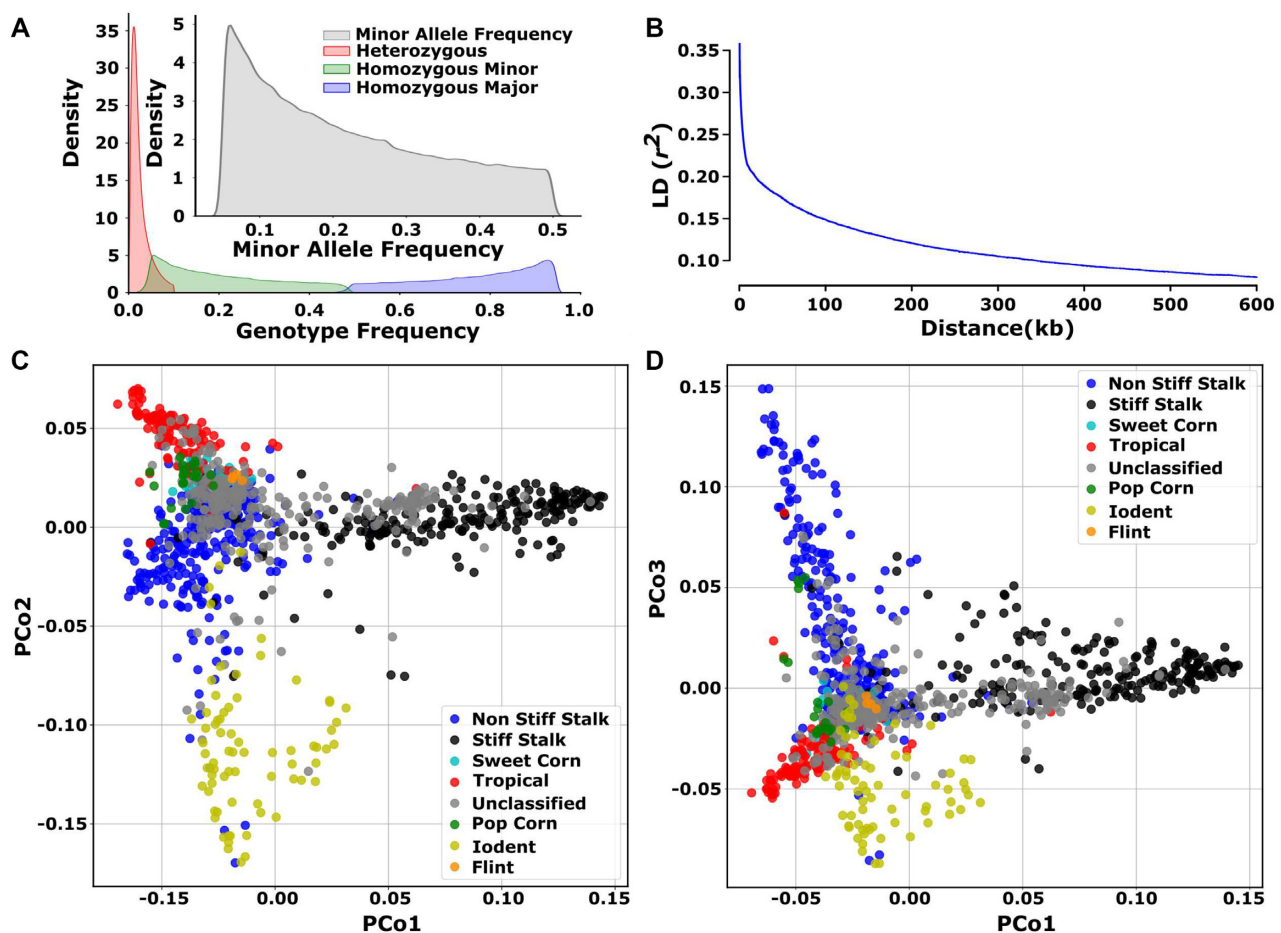 A
Density
35
30
25
20
15
10
5
0
0.0
0.2
0.4
0.6
0.8
1.0
Genotype Frequency
Density
5
4
3
2
1
0
0.1
0.2
0.3
0.4
0.5
Minor Allele Frequency
Minor Allele Frequency
Heterozygous
Homozygous Minor
Homozygous Major
B
LD (r²)
0.35
0.30
0.25
0.20
0.15
0.10
0
100
200
300
400
500
600
Distance(kb)
C
PCo2
0.05
0.00
-0.05
-0.10
-0.15
-0.15
-0.05
0.00
0.05
0.10
0.15
PCo1
Non Stiff Stalk
Stiff Stalk
Sweet Corn
Tropical
Unclassified
Pop Corn
Iodent
Flint
D
PCo3
0.15
0.10
0.05
0.00
-0.05
-0.05
0.00
0.05
0.10
0.15
PCo1
Non Stiff Stalk
Stiff Stalk
Sweet Corn
Tropical
Unclassified
Pop Corn
Iodent
Flint